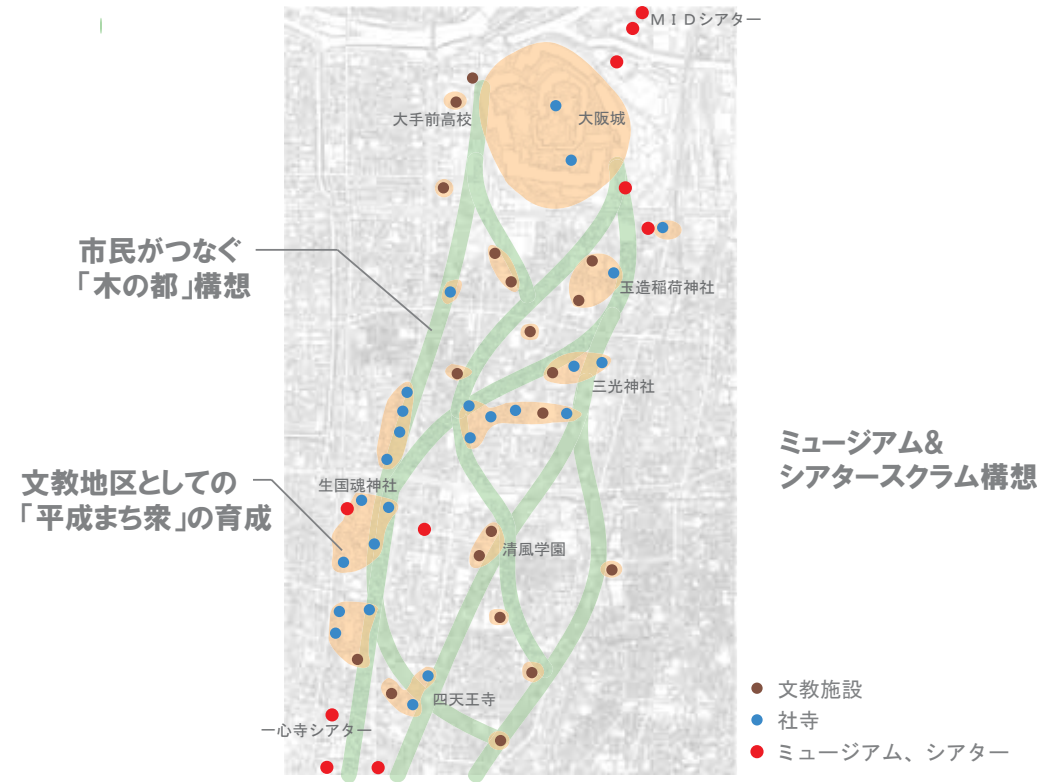 ＭＩＤシアター
大手前高校
大阪城
市民がつなぐ
「木の都」構想
玉造稲荷神社
三光神社
ミュージアム&
シアタースクラム構想
文教地区としての
「平成まち衆」の育成
生国魂神社
清風学園
四天王寺
一心寺シアター
文教施設
社寺
ミュージアム、シアター